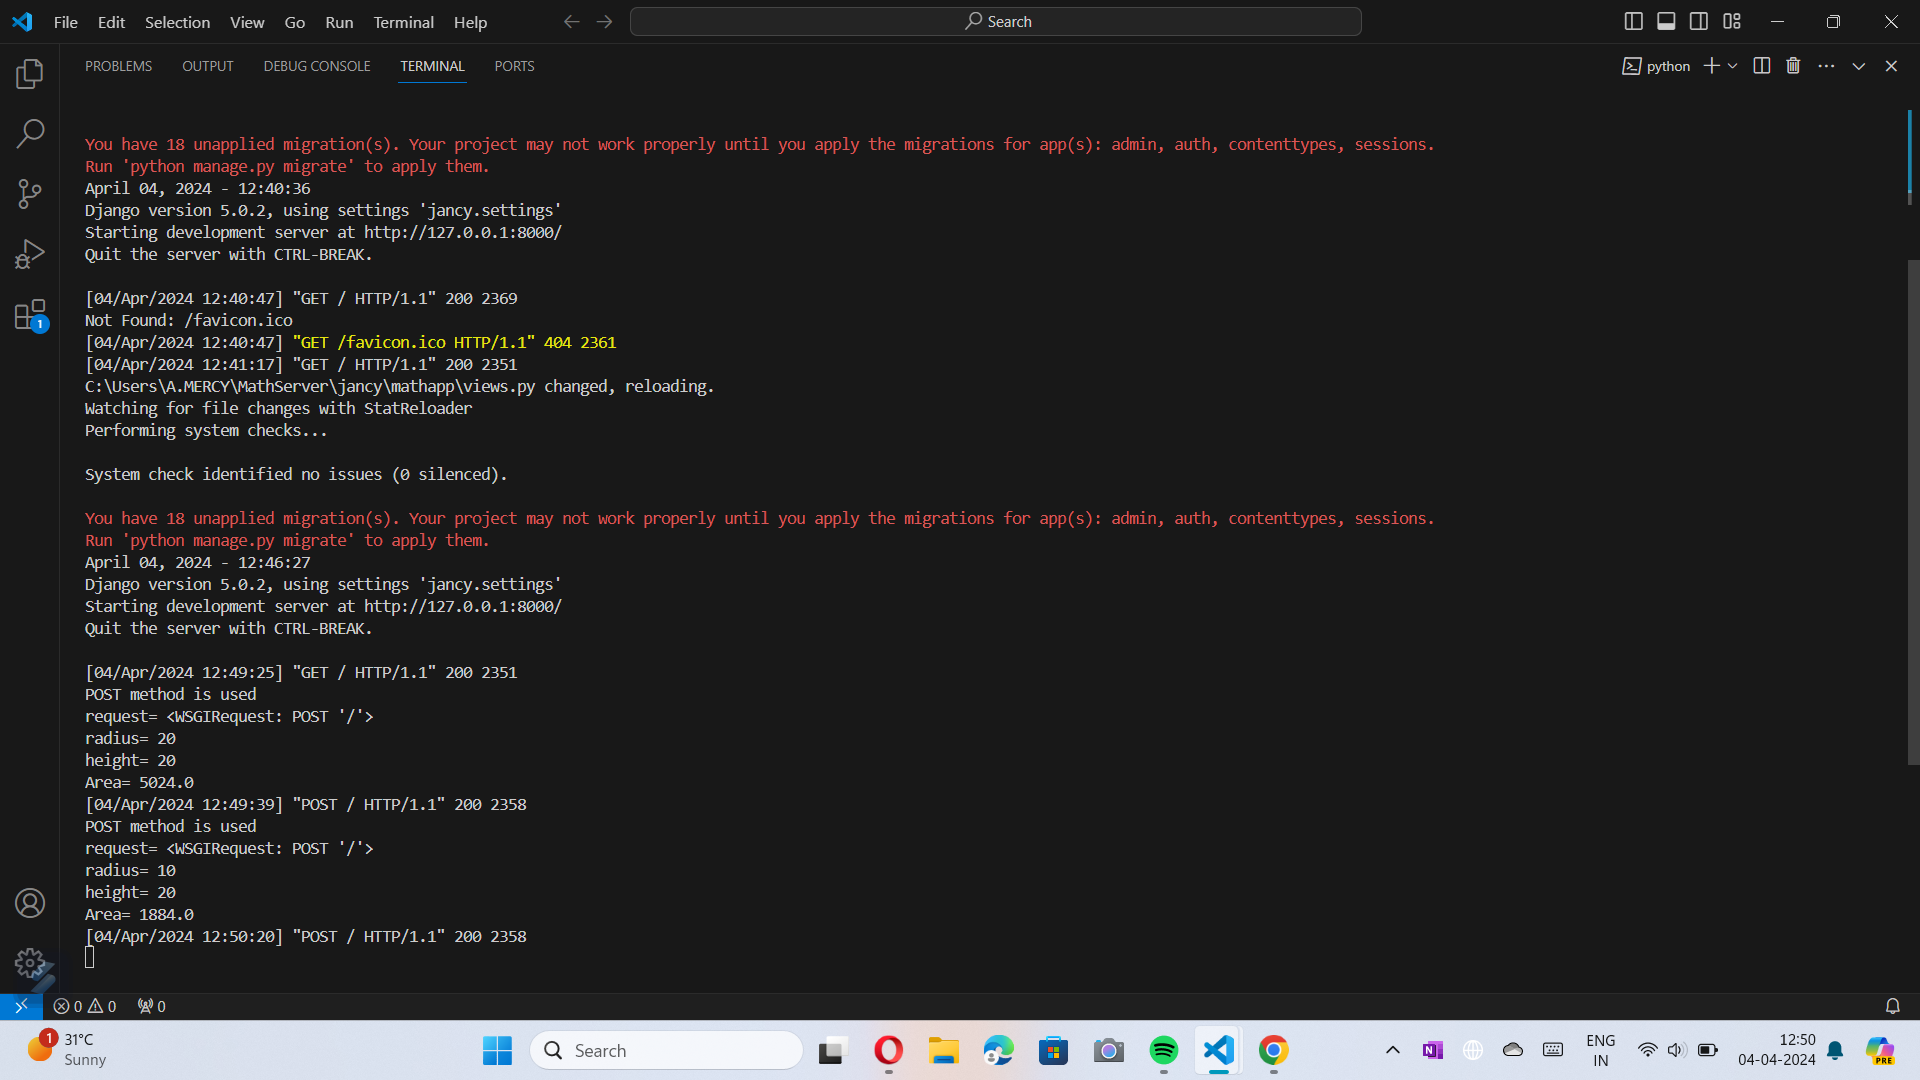 File Edit Selection View Go Run Terminal Help
Search
PROBLEMS OUTPUT DEBUG CONSOLE TERMINAL PORTS
python
You have 18 unapplied migration(s). Your project may not work properly until you apply the migrations for app(s): admin, auth, contenttypes, sessions.
Run 'python manage.py migrate' to apply them.
April 04, 2024 - 12:40:36
Django version 5.0.2, using settings 'jancy.settings'
Starting development server at http://127.0.0.1:8000/
Quit the server with CTRL-BREAK.
[04/Apr/2024 12:40:47] "GET / HTTP/1.1" 200 2369
Not Found: /favicon.ico
[04/Apr/2024 12:40:47] "GET /favicon.ico HTTP/1.1" 404 2361
[04/Apr/2024 12:41:17] "GET / HTTP/1.1" 200 2351
C:\Users\A.MERCY\MathServer\jancy\mathapp\views.py changed, reloading.
Watching for file changes with StatReloader
Performing system checks...
System check identified no issues (0 silenced).
You have 18 unapplied migration(s). Your project may not work properly until you apply the migrations for app(s): admin, auth, contenttypes, sessions.
Run 'python manage.py migrate' to apply them.
April 04, 2024 - 12:46:27
Django version 5.0.2, using settings 'jancy.settings'
Starting development server at http://127.0.0.1:8000/
Quit the server with CTRL-BREAK.
[04/Apr/2024 12:49:25] "GET / HTTP/1.1" 200 2351
POST method is used
request= <WSGIRequest: POST '/'>
radius= 20
height= 20
Area= 5024.0
[04/Apr/2024 12:49:39] "POST / HTTP/1.1" 200 2358
POST method is used
request= <WSGIRequest: POST '/'>
radius= 10
height= 20
Area= 1884.0
[04/Apr/2024 12:50:20] "POST / HTTP/1.1" 200 2358
1
0 0 0
1
31°C
Sunny
Search
N
ENG
IN
12:50
04-04-2024
PRE